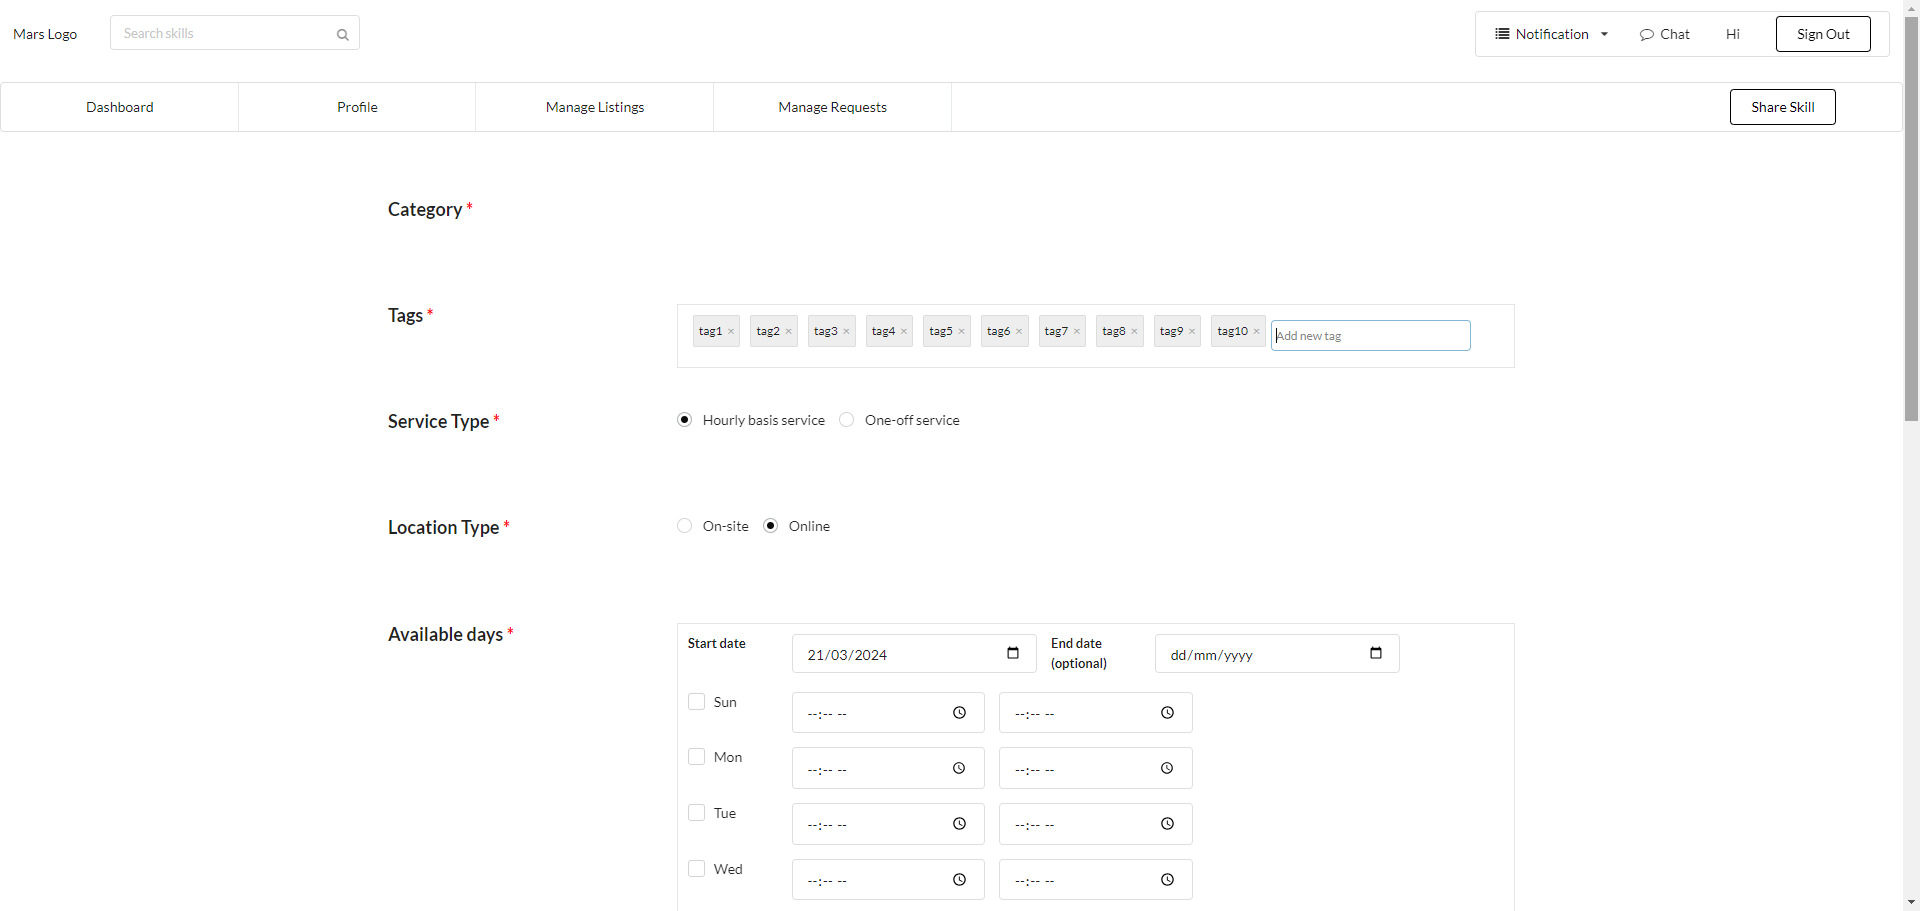 Mars Logo
Search skills
Notification
Chat
Hi
Sign Out
Dashboard
Profile
Manage Listings
Manage Requests
Share Skill
Category *
Tags *
tag1 ×
tag2 ×
tag3 ×
tag4 ×
tag5 ×
tag6 ×
tag7 ×
tag8 ×
tag9 ×
tag10 ×
Add new tag
Service Type *
Hourly basis service
One-off service
Location Type *
On-site
Online
Available days *
Start date
21/03/2024
End date
(optional)
dd/mm/yyyy
Sun
--:-- --
--:-- --
Mon
--:-- --
--:-- --
Tue
--:-- --
--:-- --
Wed
--:-- --
--:-- --